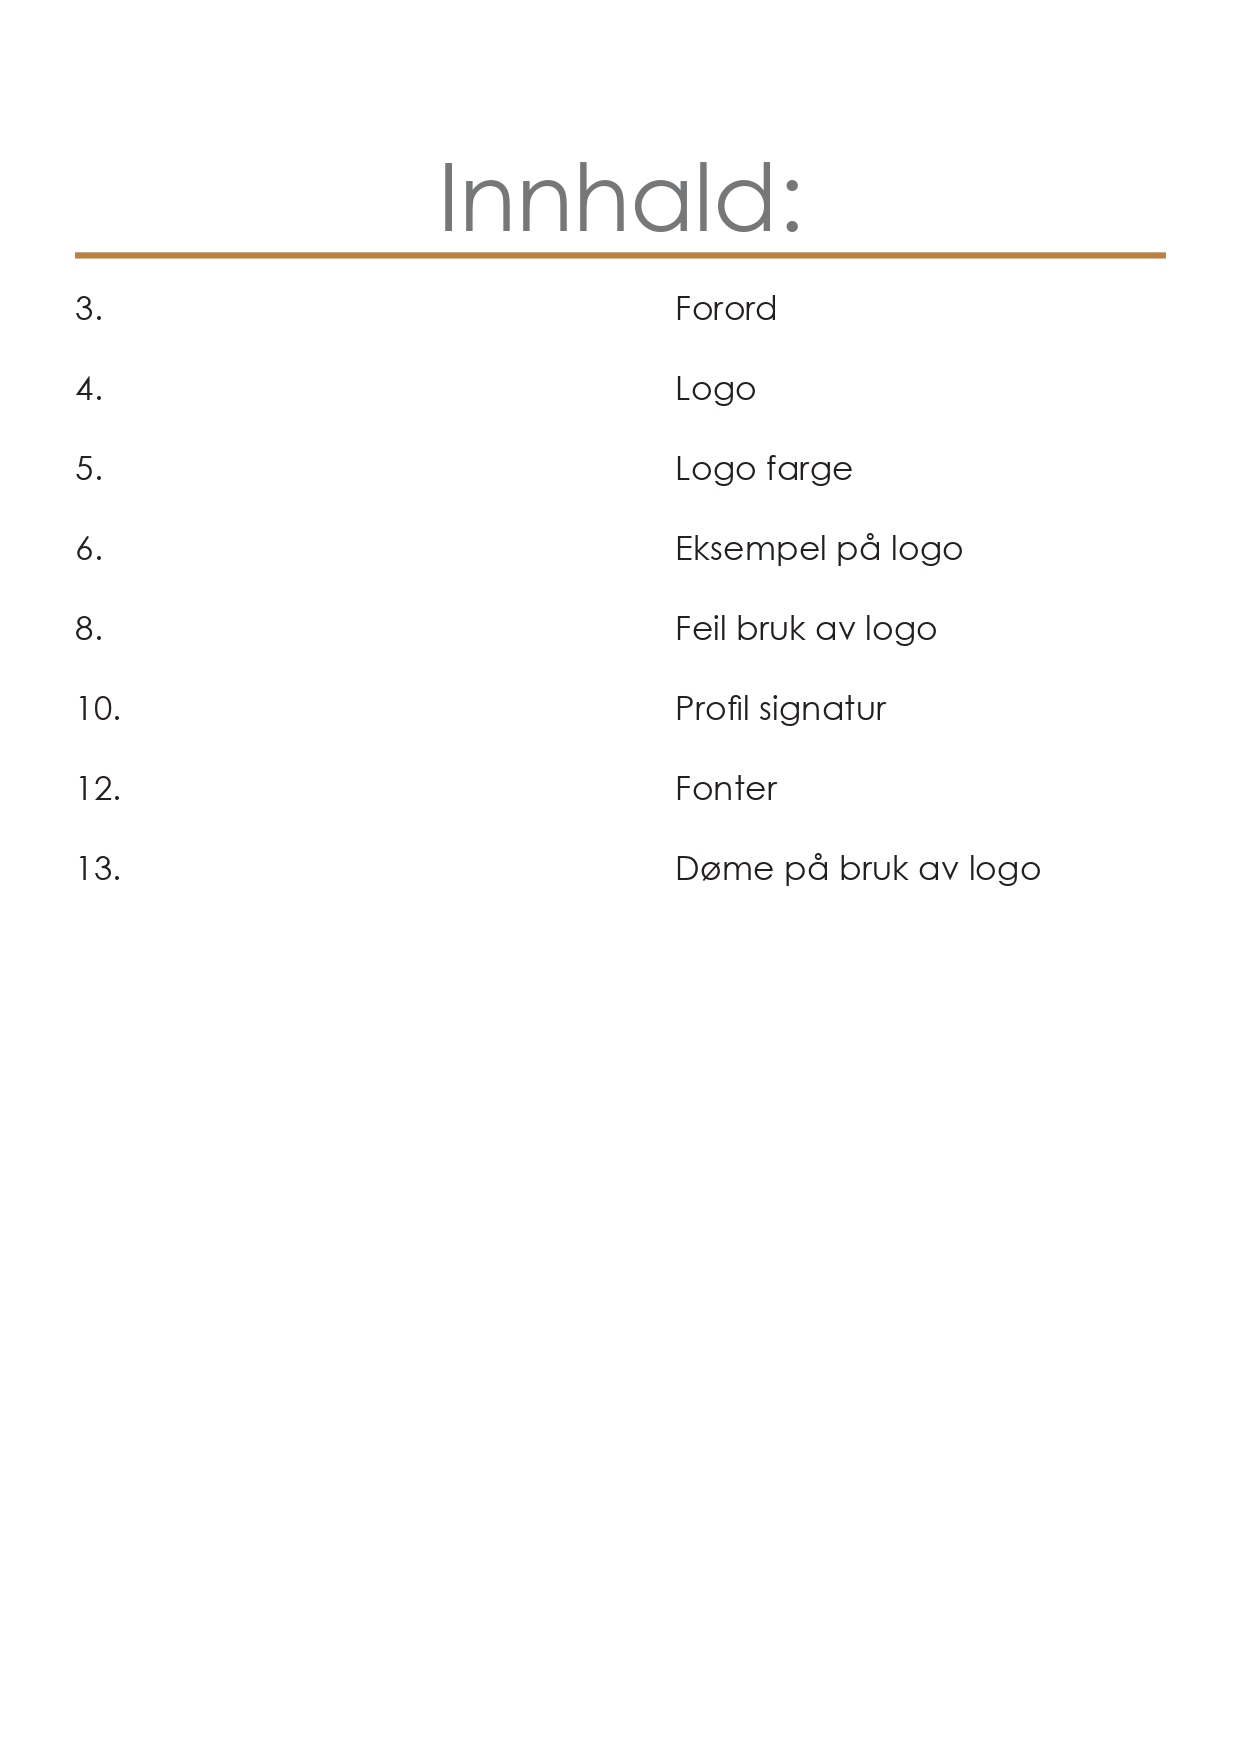 Innhald:
3. Forord
4. Logo
5. Logo farge
6. Eksempel på logo
8. Feil bruk av logo
10. Profil signatur
12. Fonter
13. Døme på bruk av logo